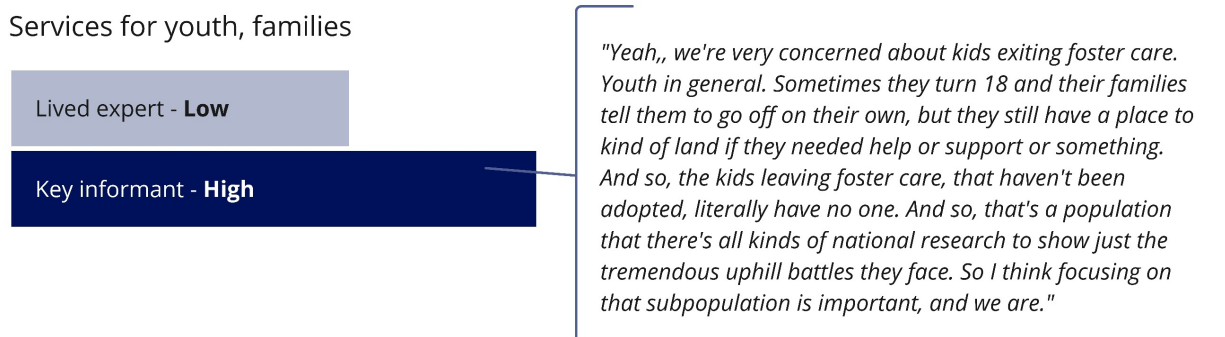 Services for youth, families
Lived expert - Low
Key informant - High
"Yeah,, we're very concerned about kids exiting foster care.
Youth in general. Sometimes they turn 18 and their families
tell them to go off on their own, but they still have a place to
kind of land if they needed help or support or something.
And so, the kids leaving foster care, that haven't been
adopted, literally have no one. And so, that's a population
that there's all kinds of national research to show just the
tremendous uphill battles they face. So I think focusing on
that subpopulation is important, and we are."